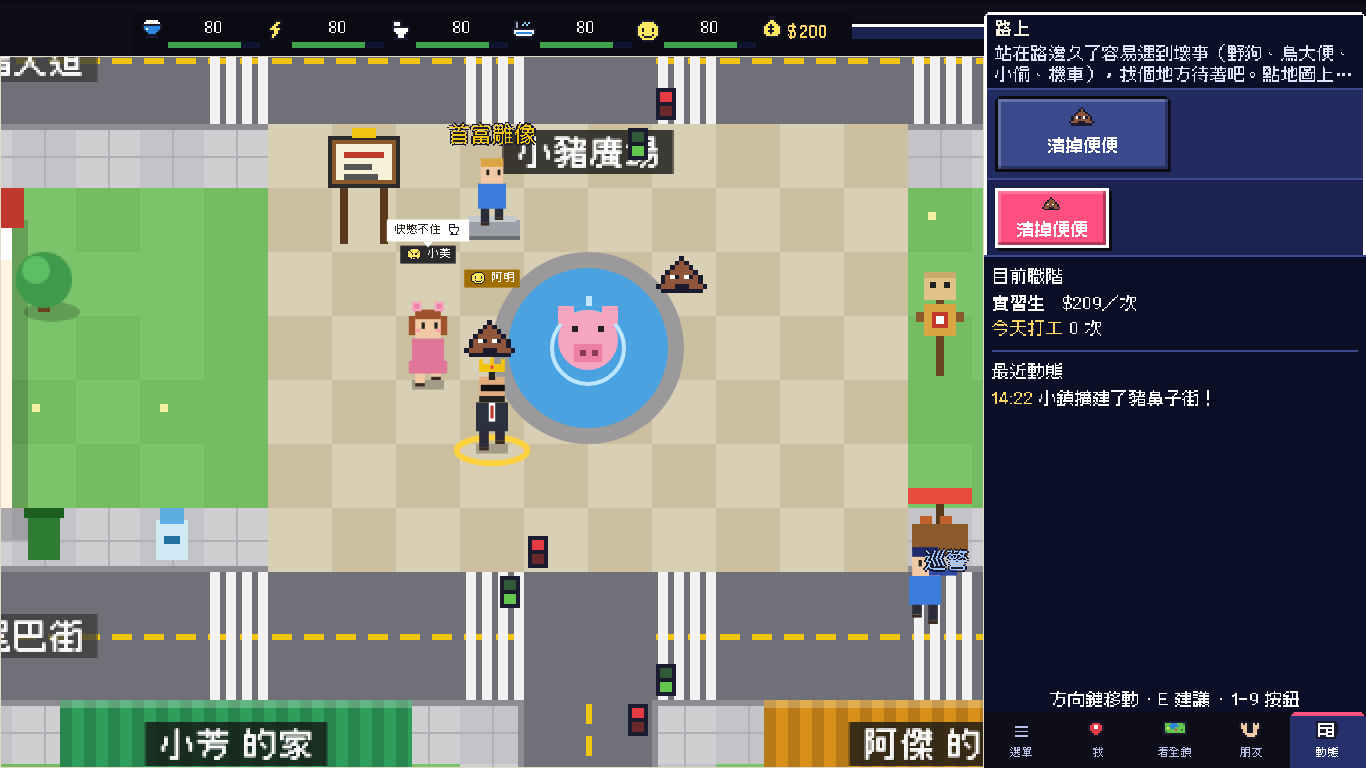 80
80
80
80
80
$200
路上
站在路邊久了容易遇到壞事（野狗、鳥大便、
小偷、機車），找個地方待著吧。點地圖上…
清掉便便
清掉便便
目前職階
實習生 $209／次
今天打工 0 次
最近動態
14:22 小鎮擴建了豬鼻子街！
方向鍵移動 · E 建議 · 1-9 按鈕
選單
我
看全鎮
朋友
動態
首富雕像
小豬廣場
快憋不住
小美
阿明
巡警
尾巴街
小芳 的家
阿傑 的